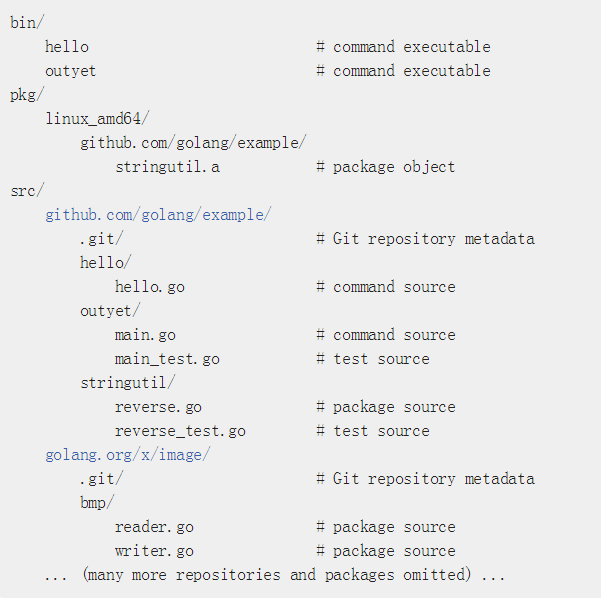 bin/
    hello                          # command executable
    outyet                         # command executable
pkg/
    linux_amd64/
        github.com/golang/example/
            stringutil.a           # package object
src/
    github.com/golang/example/
        .git/                      # Git repository metadata
        hello/
            hello.go               # command source
        outyet/
            main.go                # command source
            main_test.go           # test source
        stringutil/
            reverse.go             # package source
            reverse_test.go        # test source
    golang.org/x/image/
        .git/                      # Git repository metadata
        bmp/
            reader.go              # package source
            writer.go              # package source
    ... (many more repositories and packages omitted) ...